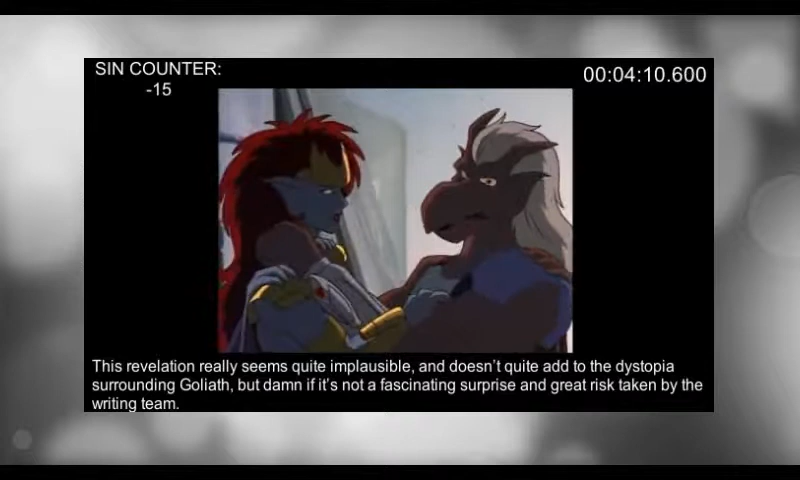 SIN COUNTER:
-15
00:04:10.600
This revelation really seems quite implausible, and doesn't quite add to the dystopia
surrounding Goliath, but damn if it's not a fascinating surprise and great risk taken by the
writing team.